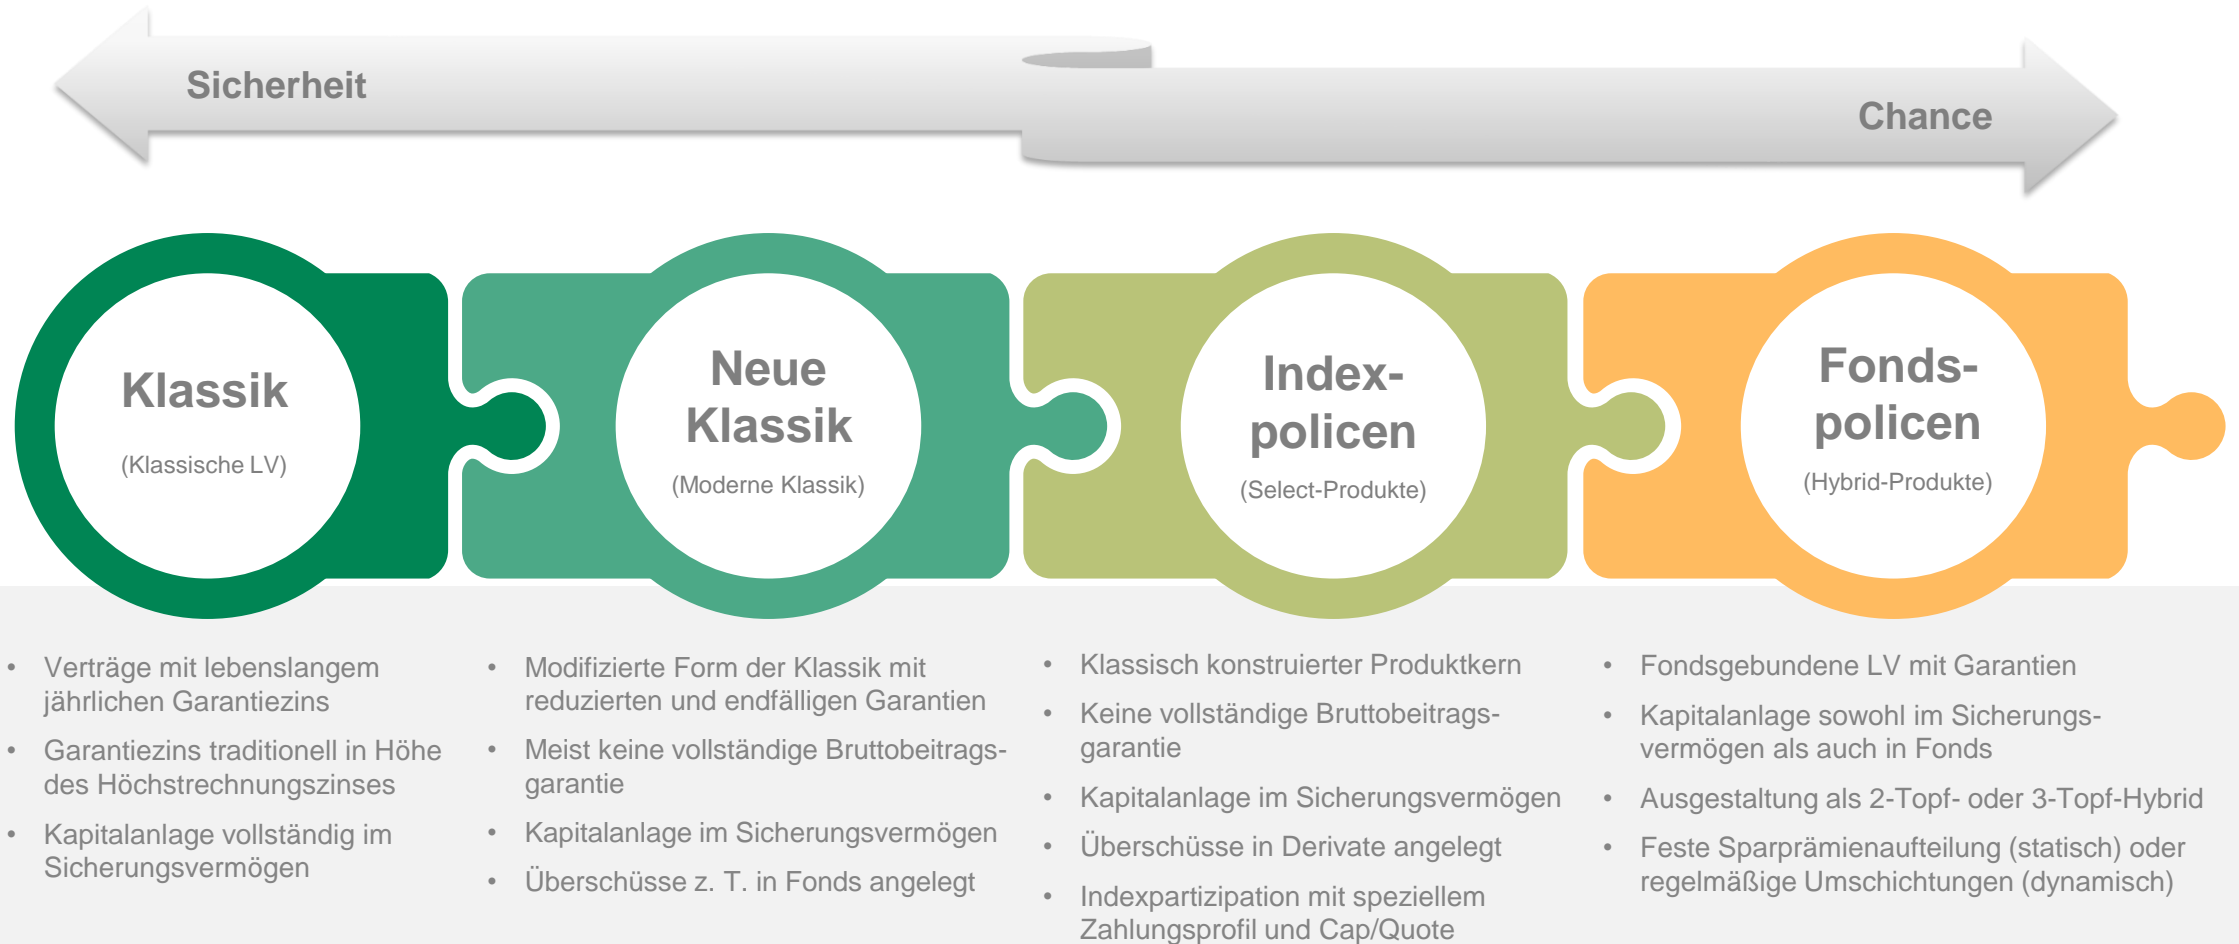 Sicherheit
Chance
Klassik
(Klassische LV)
Neue
Klassik
(Moderne Klassik)
Index-
policen
(Select-Produkte)
Fonds-
policen
(Hybrid-Produkte)
• Verträge mit lebenslangem
jährlichen Garantiezins
• Garantiezins traditionell in Höhe
des Höchstrechnungszinses
• Kapitalanlage vollständig im
Sicherungsvermögen
• Modifizierte Form der Klassik mit
reduzierten und endfälligen Garantien
• Meist keine vollständige Bruttobeitrags-
garantie
• Kapitalanlage im Sicherungsvermögen
• Überschüsse z. T. in Fonds angelegt
• Klassisch konstruierter Produktkern
• Keine vollständige Bruttobeitrags-
garantie
• Kapitalanlage im Sicherungsvermögen
• Überschüsse in Derivate angelegt
• Indexpartizipation mit speziellem
Zahlungsprofil und Cap/Quote
• Fondsgebundene LV mit Garantien
• Kapitalanlage sowohl im Sicherungs-
vermögen als auch in Fonds
• Ausgestaltung als 2-Topf- oder 3-Topf-Hybrid
• Feste Sparprämienaufteilung (statisch) oder
regelmäßige Umschichtungen (dynamisch)